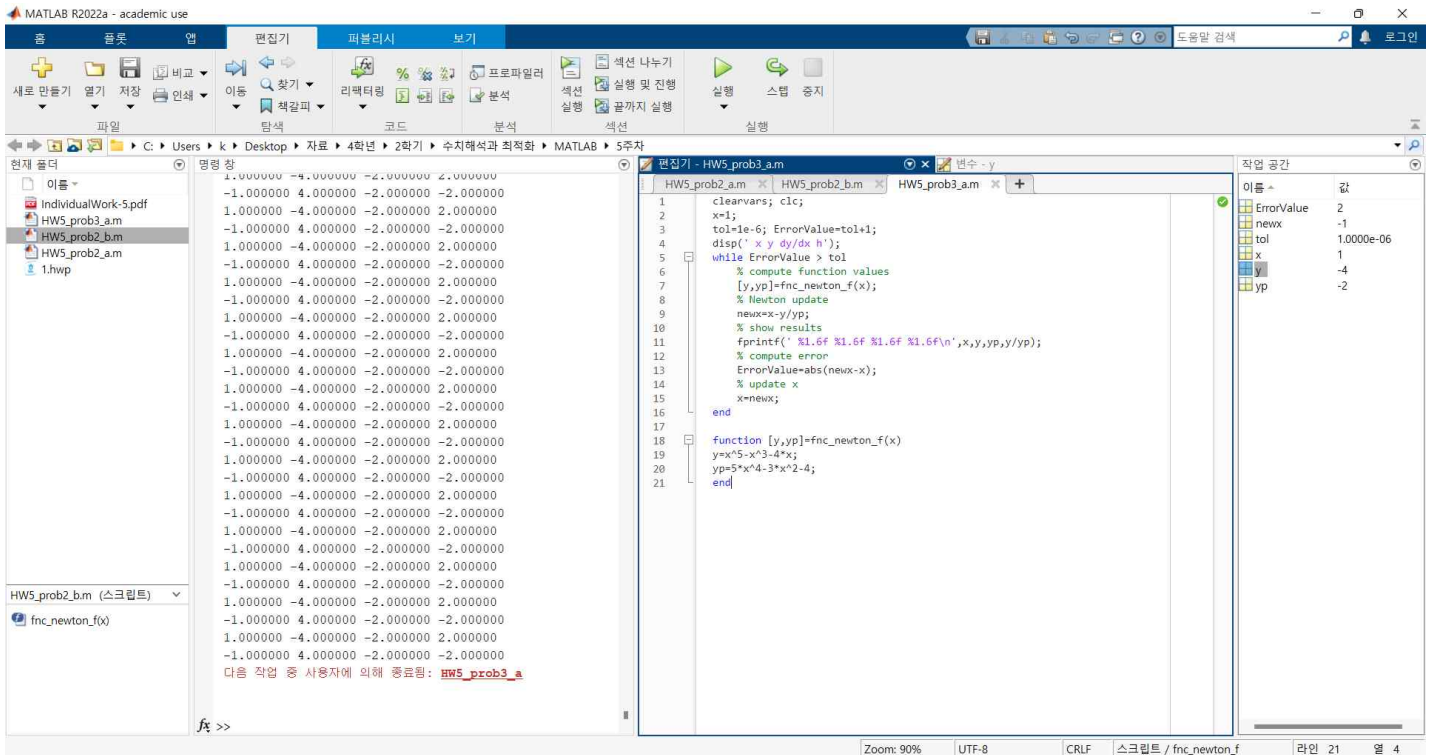 MATLAB R2022a - academic use
홈 플롯 앱 편집기 퍼블리시 보기
도움말 검색 로그인
새로 만들기 열기 저장 비교 인쇄
이동 찾기 책갈피
리팩터링
프로파일러 분석
섹션 실행 섹션 나누기 실행 및 진행 끝까지 실행
실행 스텝 중지
파일 탐색 코드 분석 섹션 실행
C: Users k Desktop 자료 4학년 2학기 수치해석과 최적화 MATLAB 5주차
현재 폴더
이름
IndividualWork-5.pdf
HW5_prob3_a.m
HW5_prob2_b.m
HW5_prob2_a.m
1.hwp
HW5_prob2_b.m (스크립트)
fnc_newton_f(x)
명령 창
1.000000 -4.000000 -2.000000 2.000000
-1.000000 4.000000 -2.000000 -2.000000
1.000000 -4.000000 -2.000000 2.000000
-1.000000 4.000000 -2.000000 -2.000000
1.000000 -4.000000 -2.000000 2.000000
-1.000000 4.000000 -2.000000 -2.000000
1.000000 -4.000000 -2.000000 2.000000
-1.000000 4.000000 -2.000000 -2.000000
1.000000 -4.000000 -2.000000 2.000000
-1.000000 4.000000 -2.000000 -2.000000
1.000000 -4.000000 -2.000000 2.000000
-1.000000 4.000000 -2.000000 -2.000000
1.000000 -4.000000 -2.000000 2.000000
-1.000000 4.000000 -2.000000 -2.000000
1.000000 -4.000000 -2.000000 2.000000
-1.000000 4.000000 -2.000000 -2.000000
1.000000 -4.000000 -2.000000 2.000000
-1.000000 4.000000 -2.000000 -2.000000
1.000000 -4.000000 -2.000000 2.000000
-1.000000 4.000000 -2.000000 -2.000000
1.000000 -4.000000 -2.000000 2.000000
-1.000000 4.000000 -2.000000 -2.000000
1.000000 -4.000000 -2.000000 2.000000
-1.000000 4.000000 -2.000000 -2.000000
1.000000 -4.000000 -2.000000 2.000000
-1.000000 4.000000 -2.000000 -2.000000
1.000000 -4.000000 -2.000000 2.000000
-1.000000 4.000000 -2.000000 -2.000000
다음 작업 중 사용자에 의해 종료됨: HW5_prob3_a
fx >>
편집기 - HW5_prob3_a.m 변수 - y
HW5_prob2_a.m HW5_prob2_b.m HW5_prob3_a.m
1 clearvars; clc;
2 x=1;
3 tol=1e-6; ErrorValue=tol+1;
4 disp(' x y dy/dx h');
5 while ErrorValue > tol
6 % compute function values
7 [y,yp]=fnc_newton_f(x);
8 % Newton update
9 newx=x-y/yp;
10 % show results
11 fprintf(' %1.6f %1.6f %1.6f %1.6f\n',x,y,yp,y/yp);
12 % compute error
13 ErrorValue=abs(newx-x);
14 % update x
15 x=newx;
16 end
17
18 function [y,yp]=fnc_newton_f(x)
19 y=x^5-x^3-4*x;
20 yp=5*x^4-3*x^2-4;
21 end
작업 공간
이름 값
ErrorValue 2
newx -1
tol 1.0000e-06
x 1
y -4
yp -2
Zoom: 90% UTF-8 CRLF 스크립트 / fnc_newton_f 라인 21 열 4